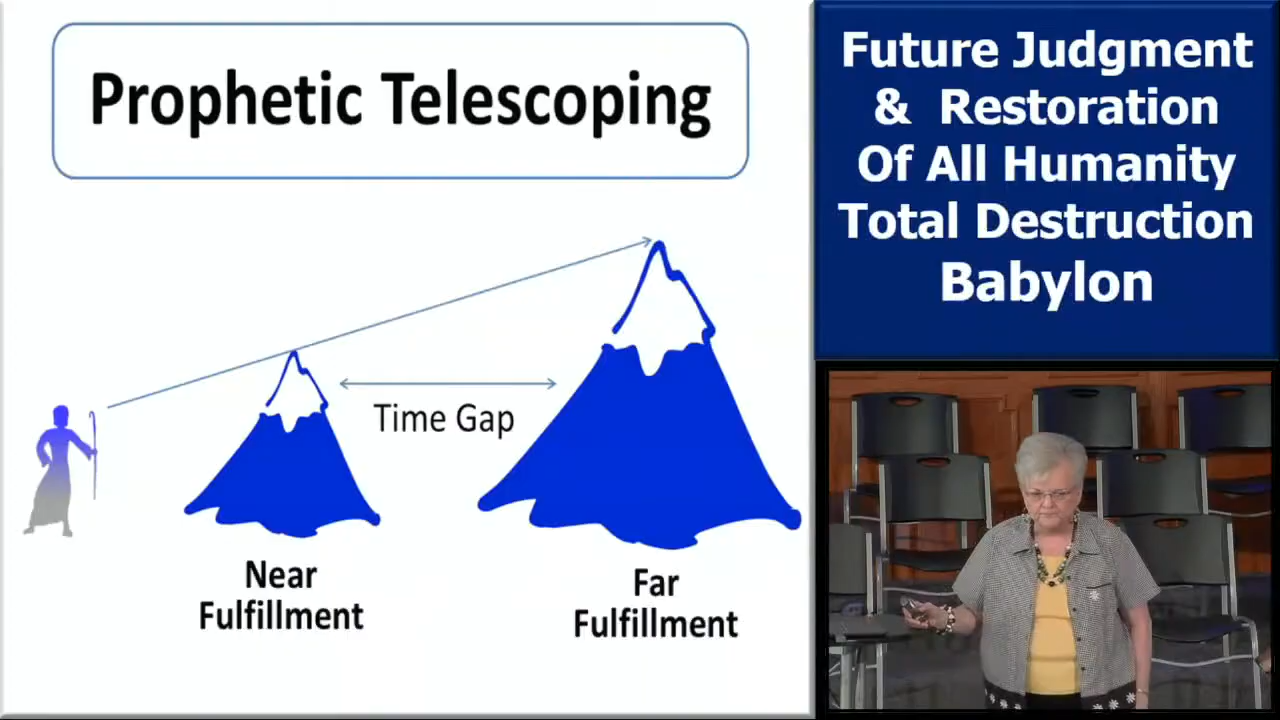 Prophetic Telescoping
Time Gap
Near
Fulfillment
Far
Fulfillment
Future Judgment
& Restoration
Of All Humanity
Total Destruction
Babylon